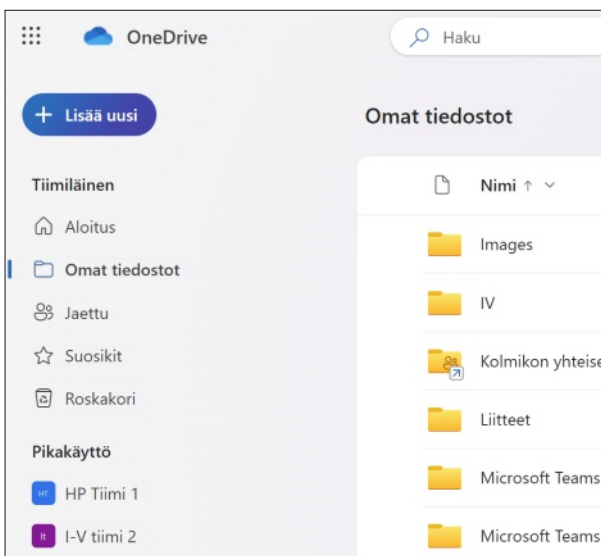 OneDrive
Haku
Lisää uusi
Tiimiläinen
Aloitus
Omat tiedostot
Jaettu
Suosikit
Roskakori
Pikakäyttö
HT HP Tiimi 1
It I-V tiimi 2
Omat tiedostot
Nimi
Images
IV
Kolmikon yhteise
Liitteet
Microsoft Teams
Microsoft Teams